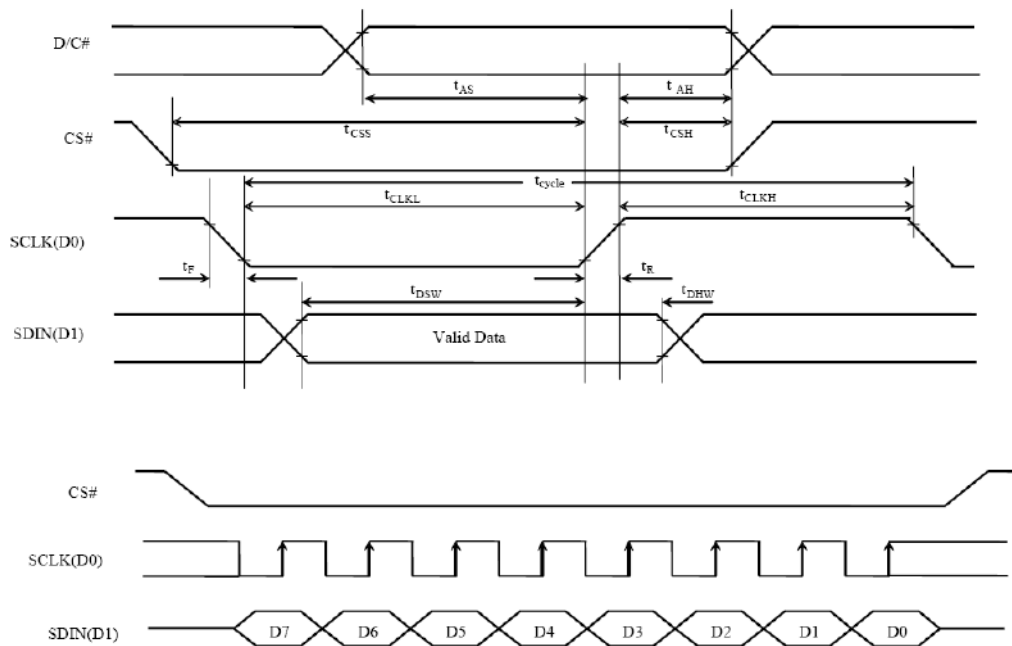 D/C#
tAS
tAH
CS#
tCSS
tCSH
tcycle
tCLKL
tCLKH
SCLK(D0)
tF
tR
tDSW
tDHW
SDIN(D1)
Valid Data
CS#
SCLK(D0)
SDIN(D1)
D7 D6 D5 D4 D3 D2 D1 D0